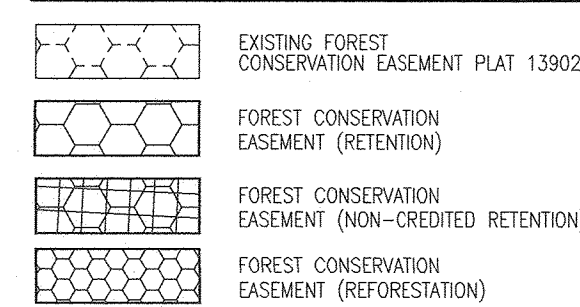 EXISTING FOREST
CONSERVATION EASEMENT PLAT 13902
FOREST CONSERVATION
EASEMENT (RETENTION)
FOREST CONSERVATION
EASEMENT (NON-CREDITED RETENTION)
FOREST CONSERVATION
EASEMENT (REFORESTATION)